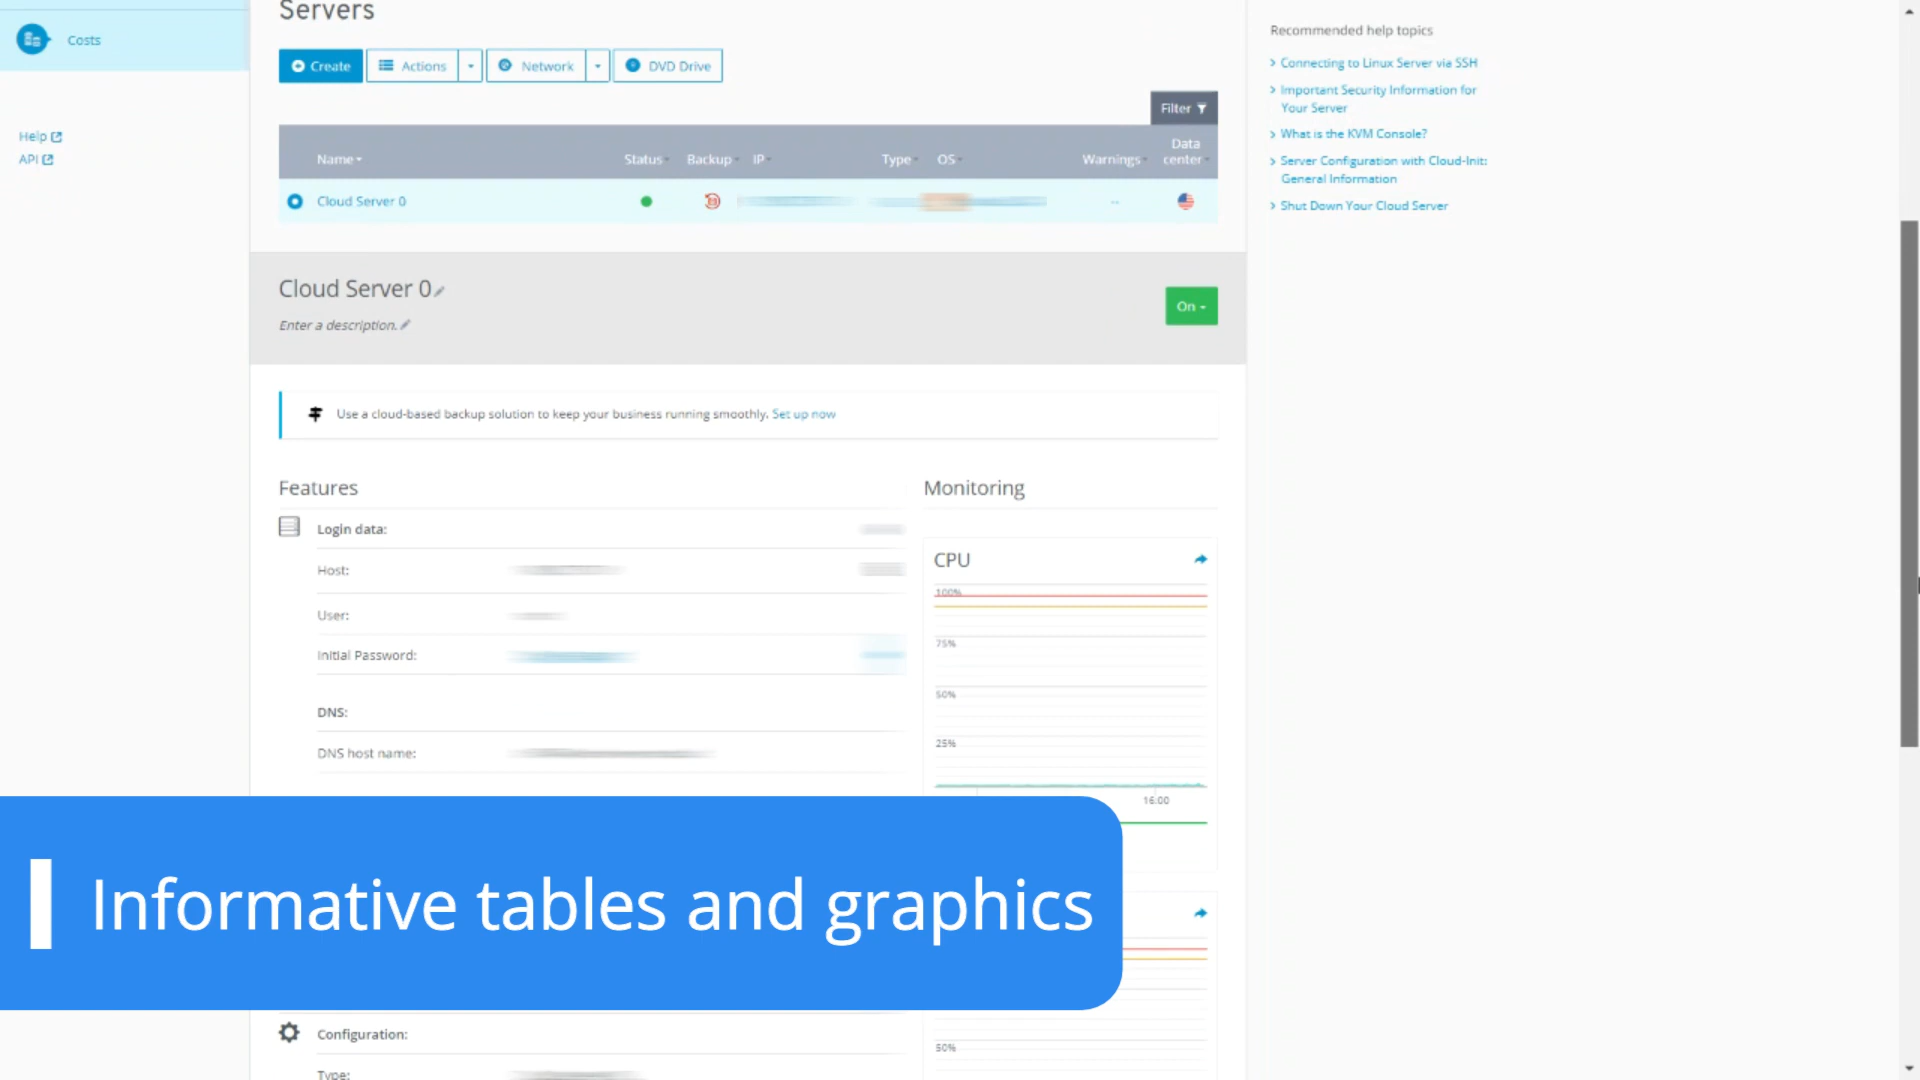 Servers
Costs
Create
Actions
Network
DVD Drive
Filter
Help
API
Name
Status
Backup
IP
Type
OS
Warnings
Data
center
Cloud Server 0
--
Cloud Server 0
Enter a description.
On
Use a cloud-based backup solution to keep your business running smoothly. Set up now
Features
Login data:
Host:
User:
Initial Password:
DNS:
DNS host name:
Monitoring
CPU
100%
75%
50%
25%
16:00
Informative tables and graphics
Configuration:
Type:
50%
Recommended help topics
Connecting to Linux Server via SSH
Important Security Information for
Your Server
What is the KVM Console?
Server Configuration with Cloud-Init:
General Information
Shut Down Your Cloud Server